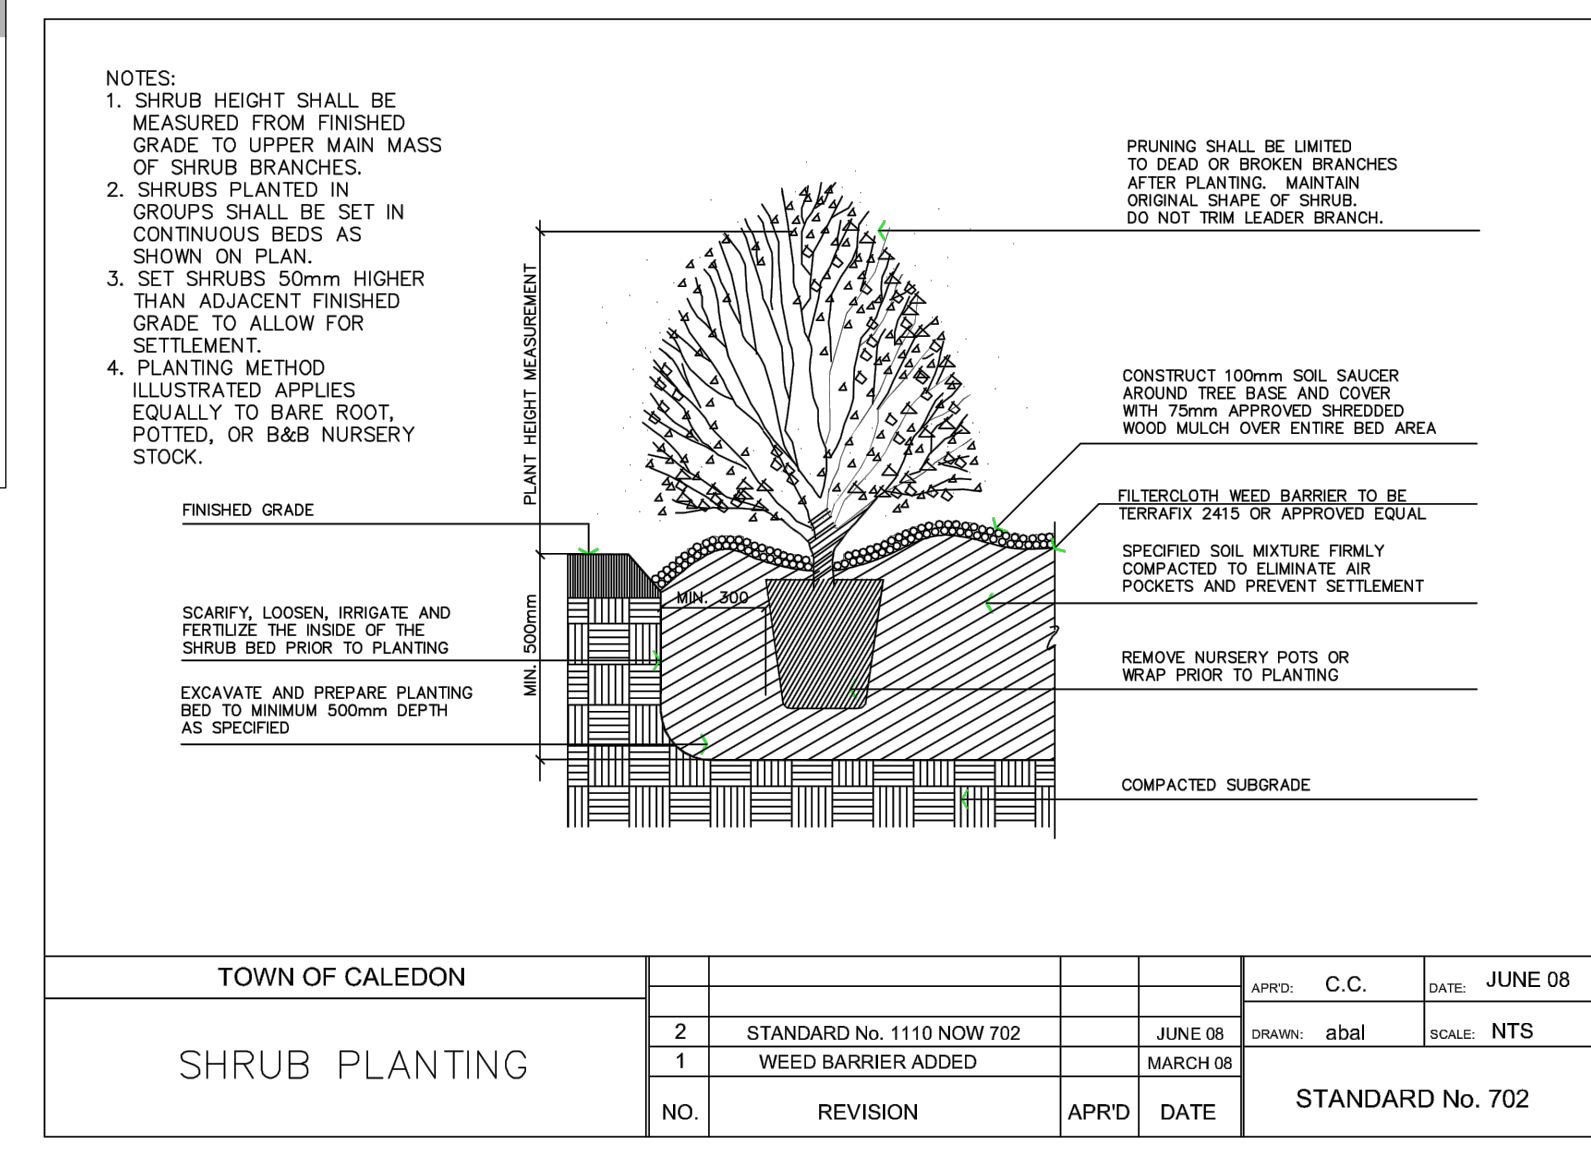 NOTES:
1. SHRUB HEIGHT SHALL BE
MEASURED FROM FINISHED
GRADE TO UPPER MAIN MASS
OF SHRUB BRANCHES.
2. SHRUBS PLANTED IN
GROUPS SHALL BE SET IN
CONTINUOUS BEDS AS
SHOWN ON PLAN.
3. SET SHRUBS 50mm HIGHER
THAN ADJACENT FINISHED
GRADE TO ALLOW FOR
SETTLEMENT.
4. PLANTING METHOD
ILLUSTRATED APPLIES
EQUALLY TO BARE ROOT,
POTTED, OR B&B NURSERY
STOCK.
FINISHED GRADE
SCARIFY, LOOSEN, IRRIGATE AND
FERTILIZE THE INSIDE OF THE
SHRUB BED PRIOR TO PLANTING
EXCAVATE AND PREPARE PLANTING
BED TO MINIMUM 500mm DEPTH
AS SPECIFIED
PLANT HEIGHT MEASUREMENT
MIN. 500mm
MIN. 300
PRUNING SHALL BE LIMITED
TO DEAD OR BROKEN BRANCHES
AFTER PLANTING. MAINTAIN
ORIGINAL SHAPE OF SHRUB.
DO NOT TRIM LEADER BRANCH.
CONSTRUCT 100mm SOIL SAUCER
AROUND TREE BASE AND COVER
WITH 75mm APPROVED SHREDDED
WOOD MULCH OVER ENTIRE BED AREA
FILTERCLOTH WEED BARRIER TO BE
TERRAFIX 2415 OR APPROVED EQUAL
SPECIFIED SOIL MIXTURE FIRMLY
COMPACTED TO ELIMINATE AIR
POCKETS AND PREVENT SETTLEMENT
REMOVE NURSERY POTS OR
WRAP PRIOR TO PLANTING
COMPACTED SUBGRADE
TOWN OF CALEDON
SHRUB PLANTING
2 STANDARD No. 1110 NOW 702 JUNE 08
1 WEED BARRIER ADDED MARCH 08
NO. REVISION APR'D DATE
APR'D: C.C. DATE: JUNE 08
DRAWN: abal SCALE: NTS
STANDARD No. 702